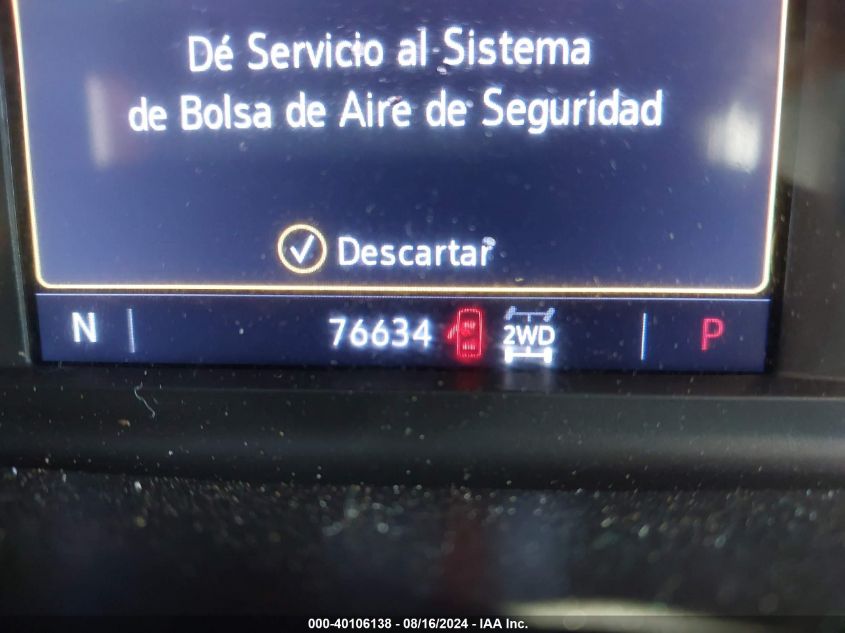 Dé Servicio al Sistema
de Bolsa de Aire de Seguridad
Descartar
N 76634 2WD P
000-40106138 - 08/16/2024 - IAA Inc.